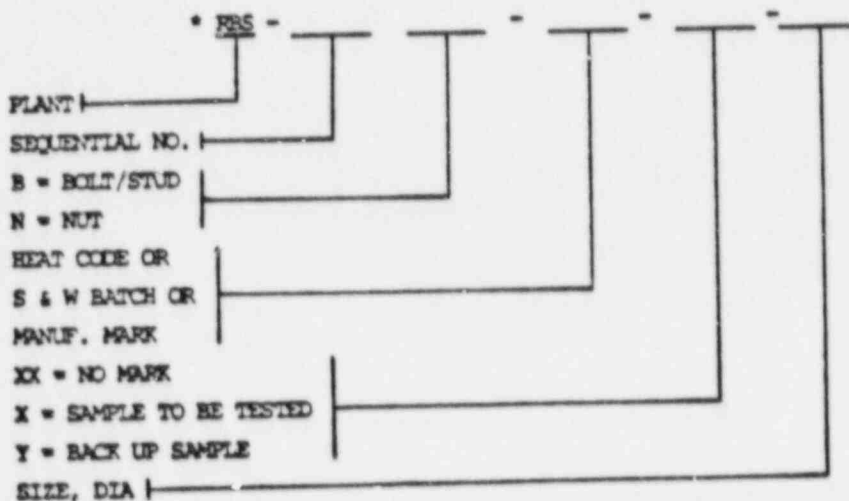 * RBS - ___ ___ - ___ - ___ - ___
PLANT
SEQUENTIAL NO.
B = BOLT/STUD
N = NUT
HEAT CODE OR
S & W BATCH OR
MANUF. MARK
XX = NO MARK
X = SAMPLE TO BE TESTED
Y = BACK UP SAMPLE
SIZE, DIA